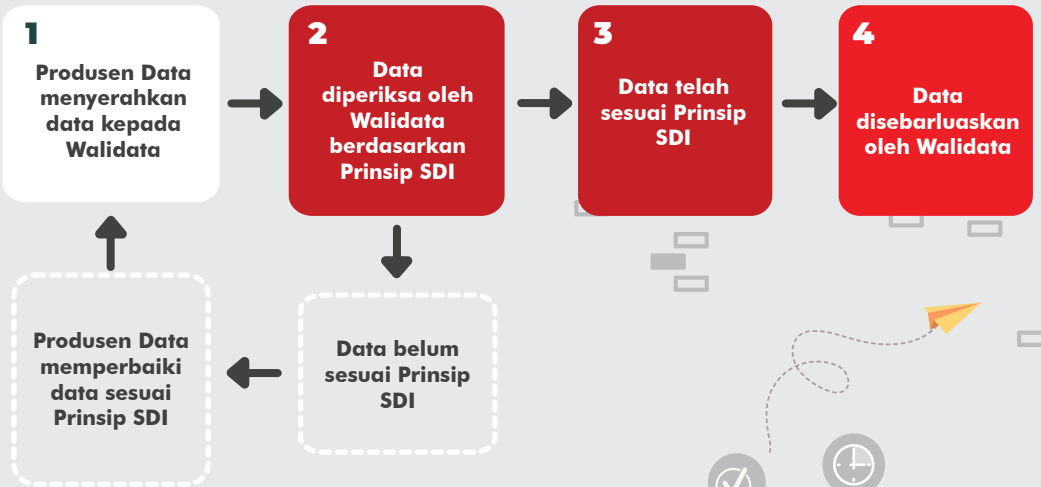 1
Produsen Data
menyerahkan
data kepada
Walidata
2
Data
diperiksa oleh
Walidata
berdasarkan
Prinsip SDI
3
Data telah
sesuai Prinsip
SDI
4
Data
disebarluaskan
oleh Walidata
Produsen Data
memperbaiki
data sesuai
Prinsip SDI
Data belum
sesuai Prinsip
SDI